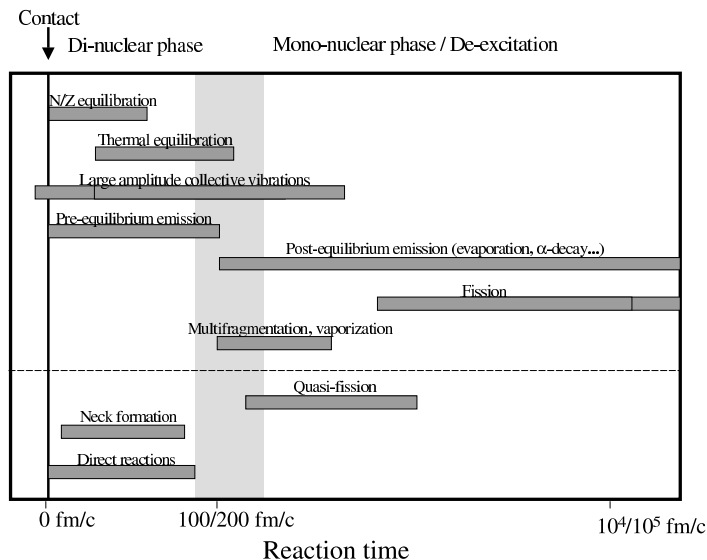 Contact
Di-nuclear phase
Mono-nuclear phase / De-excitation
N/Z equilibration
Thermal equilibration
Large amplitude collective vibrations
Pre-equilibrium emission
Post-equilibrium emission (evaporation, α-decay...)
Fission
Multifragmentation, vaporization
Quasi-fission
Neck formation
Direct reactions
0 fm/c
100/200 fm/c
10⁴/10⁵ fm/c
Reaction time